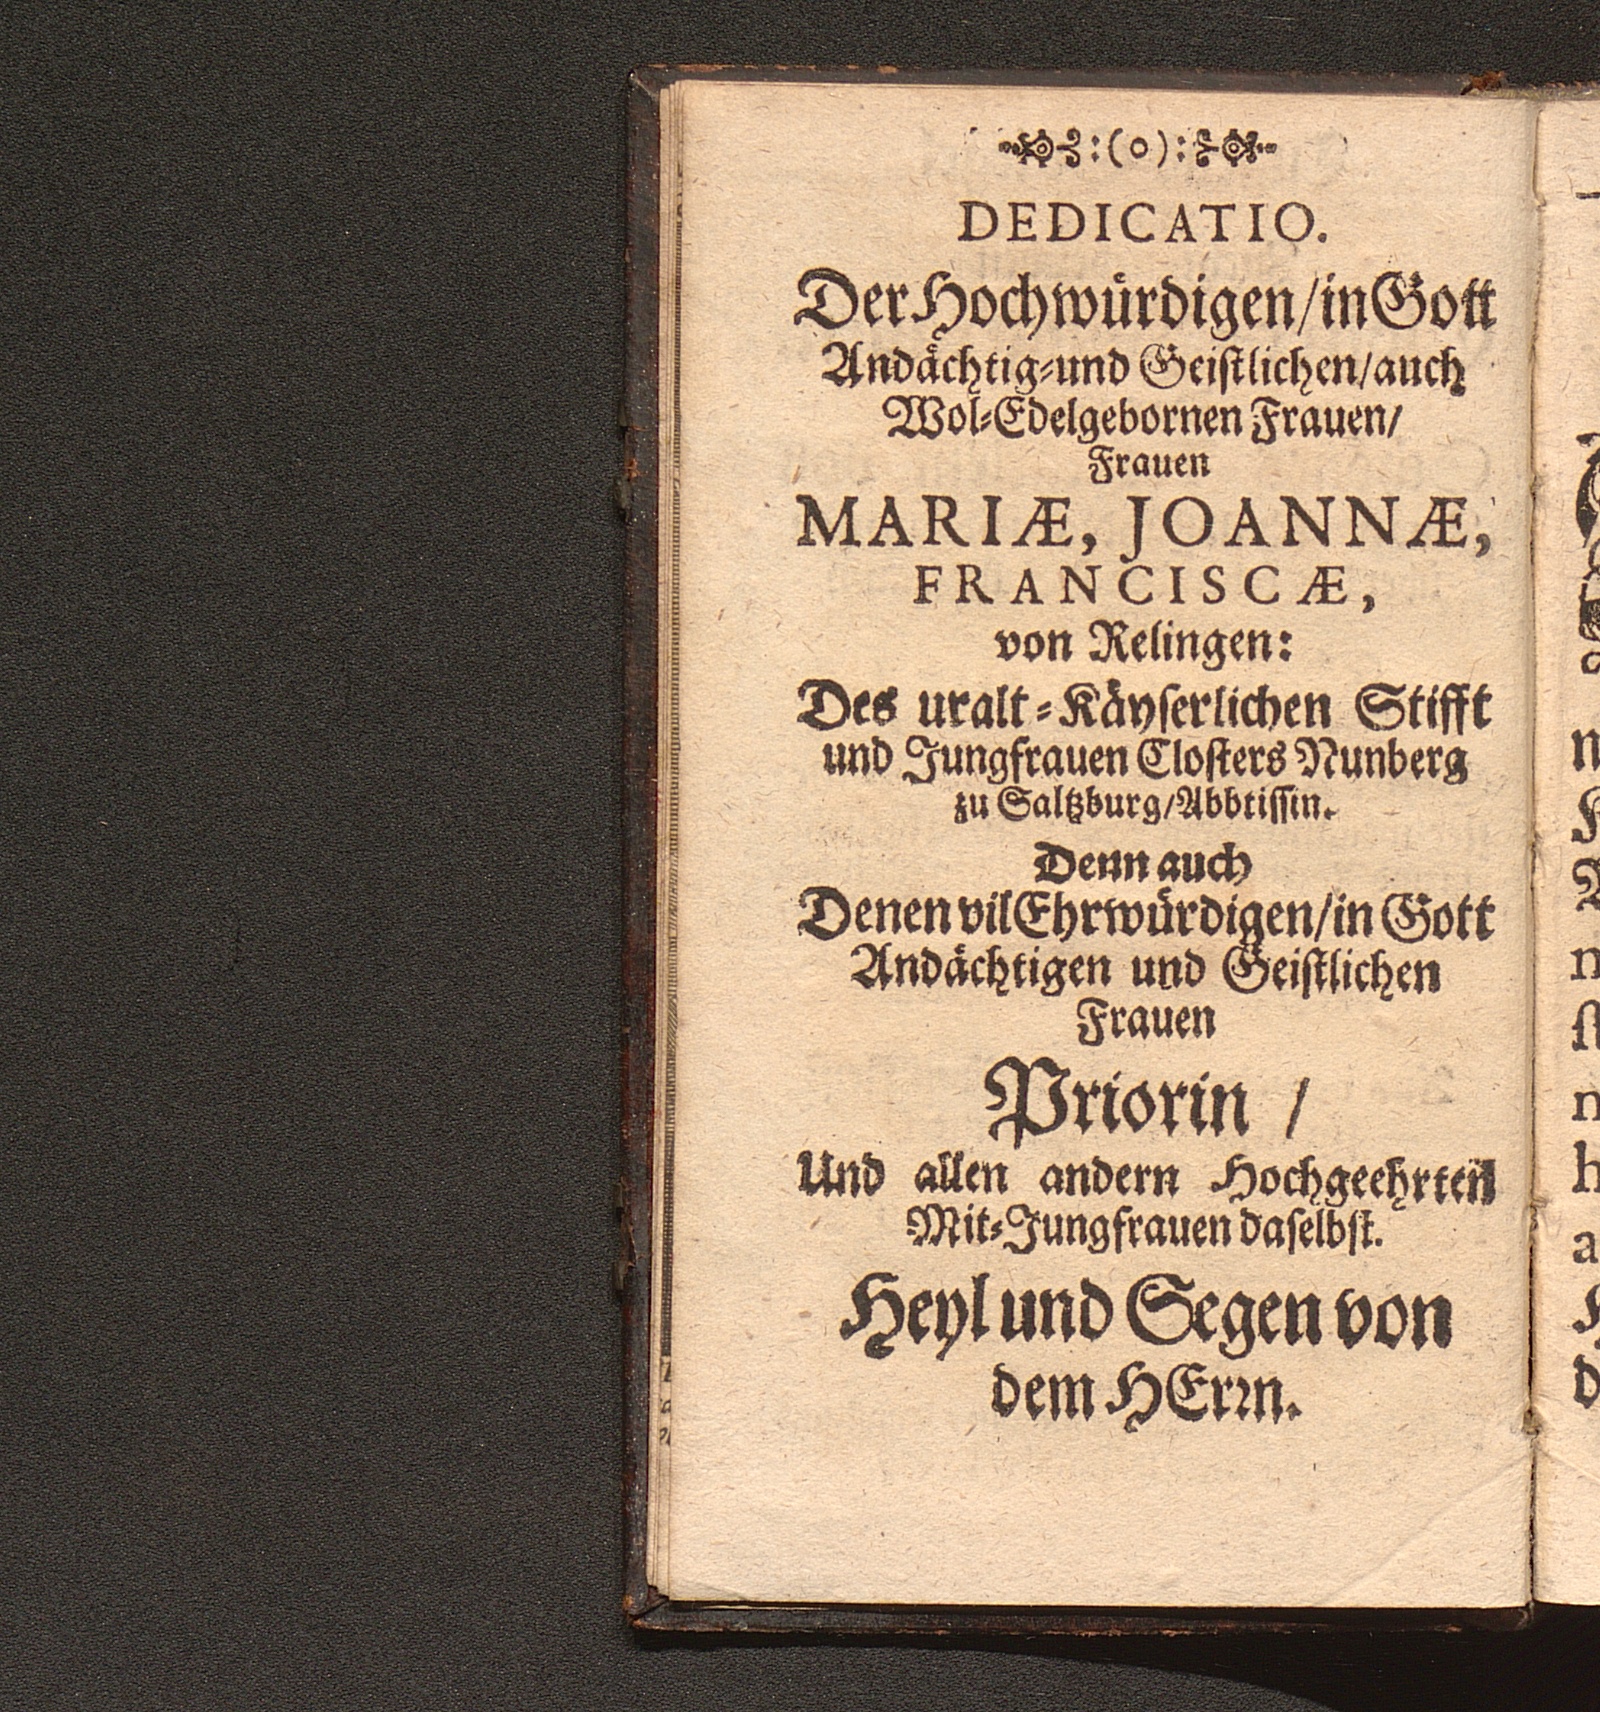 :(o):
DEDICATIO.
Der Hochwürdigen/in Gott
Andächtig-und Geistlichen/auch
Wol-Edelgebornen Frauen/
Frauen
MARIÆ, JOANNÆ,
FRANCISCÆ,
von Relingen:
Des uralt-Käyserlichen Stifft
und Jungfrauen Closters Nunberg
zu Saltzburg/Abbtissin.
Denn auch
Denen vil Ehrwürdigen/in Gott
Andächtigen und Geistlichen
Frauen
Priorin /
Und allen andern Hochgeehrten
Mit-Jungfrauen daselbst.
Heyl und Segen von
dem HErrn.